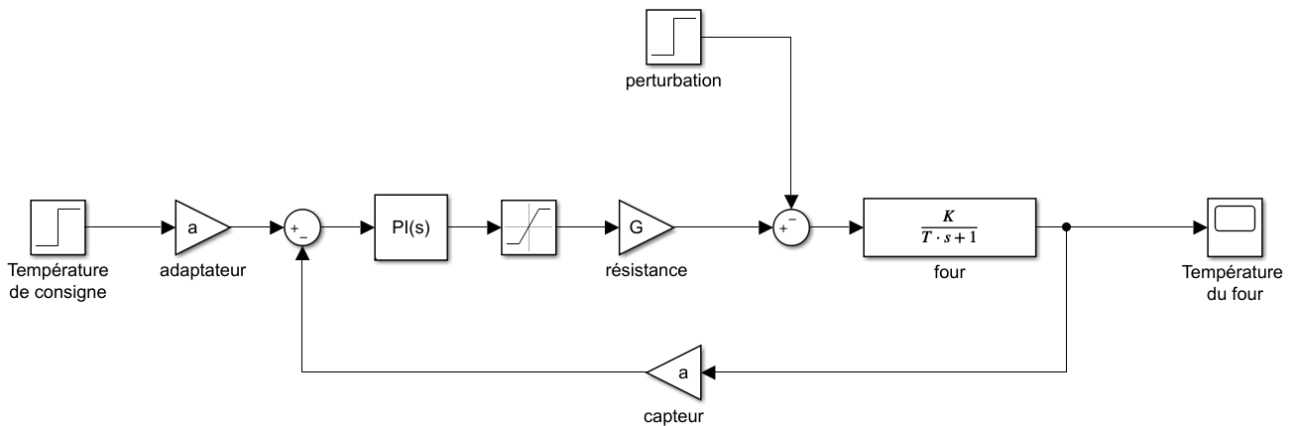 perturbation
Température
de consigne
a
adaptateur
+
−
PI(s)
G
résistance
−
+
K
T · s + 1
four
Température
du four
a
capteur